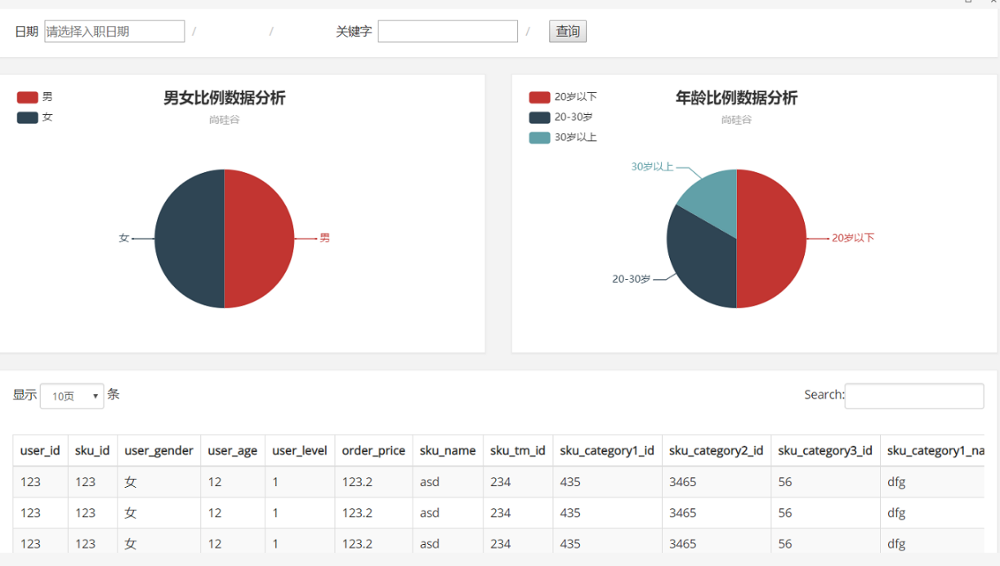 日期 请选择入职日期 / / 关键字 / 查询
男
女
男女比例数据分析
尚硅谷
女
男
20岁以下
20-30岁
30岁以上
年龄比例数据分析
尚硅谷
30岁以上
20岁以下
20-30岁
显示 10页 条 Search:
user_id sku_id user_gender user_age user_level order_price sku_name sku_tm_id sku_category1_id sku_category2_id sku_category3_id sku_category1_na
123 123 女 12 1 123.2 asd 234 435 3465 56 dfg
123 123 女 12 1 123.2 asd 234 435 3465 56 dfg
123 123 女 12 1 123.2 asd 234 435 3465 56 dfg